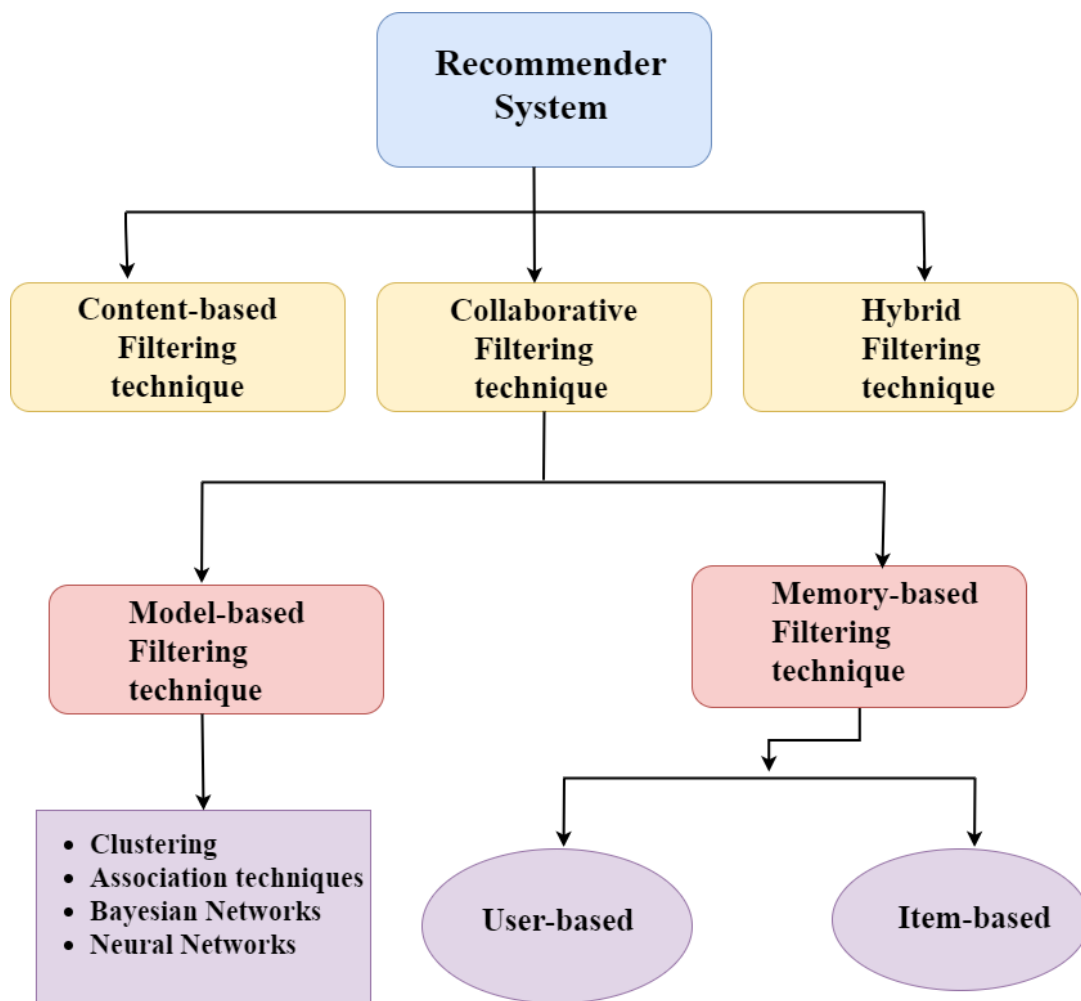 Recommender
System
Content-based
Filtering
technique
Collaborative
Filtering
technique
Hybrid
Filtering
technique
Model-based
Filtering
technique
Memory-based
Filtering
technique
• Clustering
• Association techniques
• Bayesian Networks
• Neural Networks
User-based
Item-based